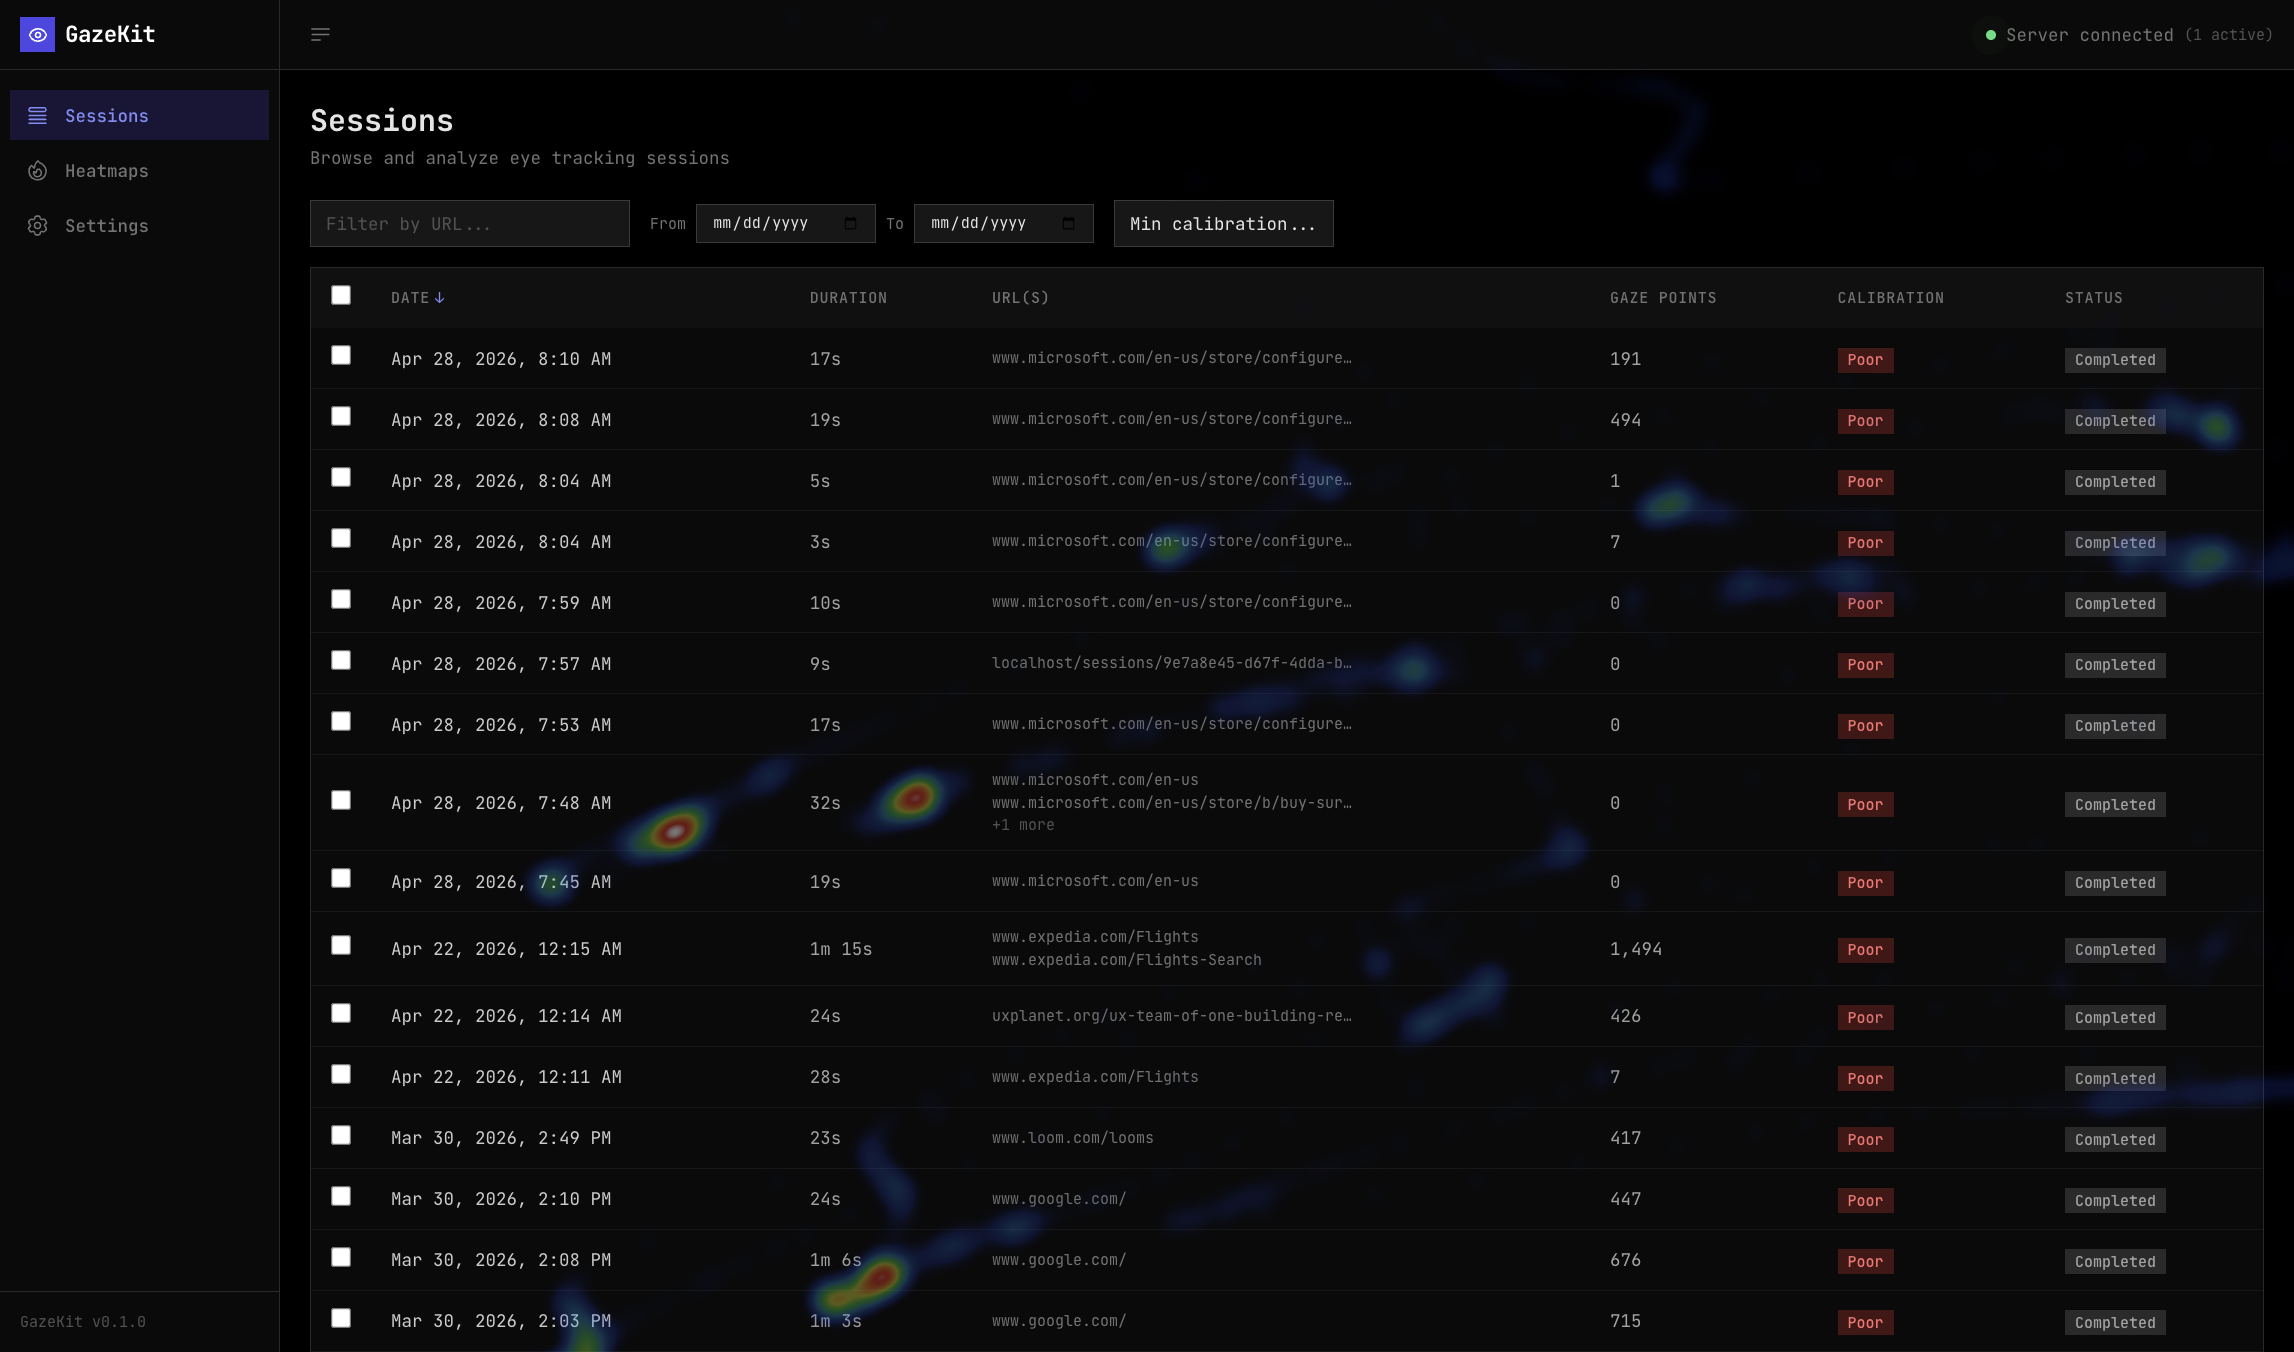 GazeKit
Server connected (1 active)
Sessions
Heatmaps
Settings
Sessions
Browse and analyze eye tracking sessions
Filter by URL... From mm/dd/yyyy To mm/dd/yyyy Min calibration...
DATE ↓ DURATION URL(S) GAZE POINTS CALIBRATION STATUS
Apr 28, 2026, 8:10 AM 17s www.microsoft.com/en-us/store/configure… 191 Poor Completed
Apr 28, 2026, 8:08 AM 19s www.microsoft.com/en-us/store/configure… 494 Poor Completed
Apr 28, 2026, 8:04 AM 5s www.microsoft.com/en-us/store/configure… 1 Poor Completed
Apr 28, 2026, 8:04 AM 3s www.microsoft.com/en-us/store/configure… 7 Poor Completed
Apr 28, 2026, 7:59 AM 10s www.microsoft.com/en-us/store/configure… 0 Poor Completed
Apr 28, 2026, 7:57 AM 9s localhost/sessions/9e7a8e45-d67f-4dda-b… 0 Poor Completed
Apr 28, 2026, 7:53 AM 17s www.microsoft.com/en-us/store/configure… 0 Poor Completed
www.microsoft.com/en-us
Apr 28, 2026, 7:48 AM 32s www.microsoft.com/en-us/store/b/buy-sur… 0 Poor Completed
+1 more
Apr 28, 2026, 7:45 AM 19s www.microsoft.com/en-us 0 Poor Completed
www.expedia.com/Flights
Apr 22, 2026, 12:15 AM 1m 15s 1,494 Poor Completed
www.expedia.com/Flights-Search
Apr 22, 2026, 12:14 AM 24s uxplanet.org/ux-team-of-one-building-re… 426 Poor Completed
Apr 22, 2026, 12:11 AM 28s www.expedia.com/Flights 7 Poor Completed
Mar 30, 2026, 2:49 PM 23s www.loom.com/looms 417 Poor Completed
Mar 30, 2026, 2:10 PM 24s www.google.com/ 447 Poor Completed
Mar 30, 2026, 2:08 PM 1m 6s www.google.com/ 676 Poor Completed
Mar 30, 2026, 2:03 PM 1m 3s www.google.com/ 715 Poor Completed
GazeKit v0.1.0